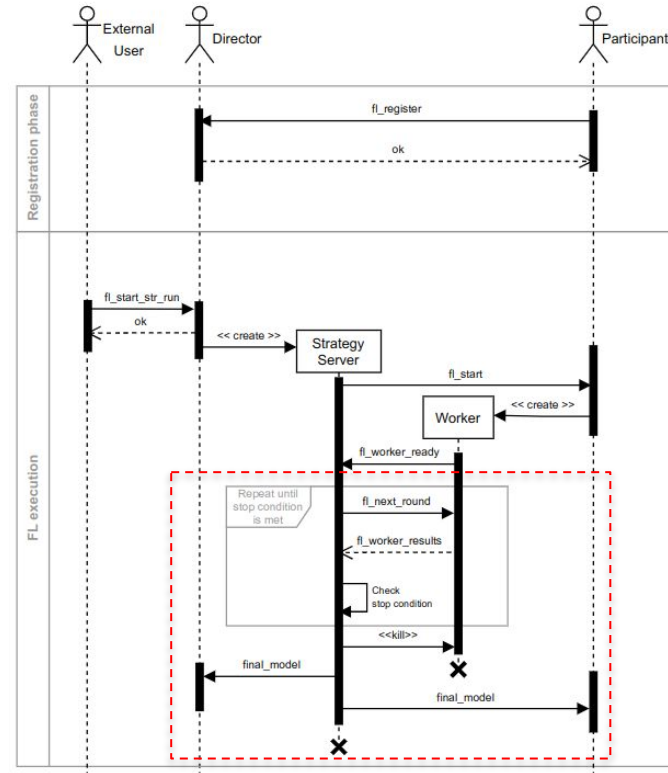 External
User
Director
Participant
Registration phase
fl_register
ok
FL execution
fl_start_str_run
ok
<< create >>
Strategy
Server
fl_start
<< create >>
Worker
fl_worker_ready
Repeat until
stop condition
is met
fl_next_round
fl_worker_results
Check
stop condition
<<kill>>
final_model
final_model